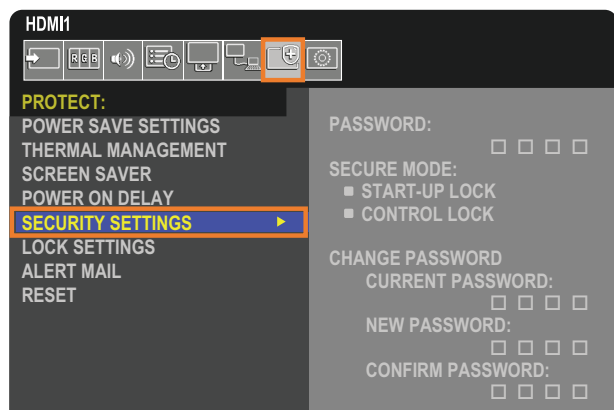 HDMI1
RGB
PROTECT:
POWER SAVE SETTINGS
THERMAL MANAGEMENT
SCREEN SAVER
POWER ON DELAY
SECURITY SETTINGS
LOCK SETTINGS
ALERT MAIL
RESET
PASSWORD:
SECURE MODE:
START-UP LOCK
CONTROL LOCK
CHANGE PASSWORD
CURRENT PASSWORD:
NEW PASSWORD:
CONFIRM PASSWORD: